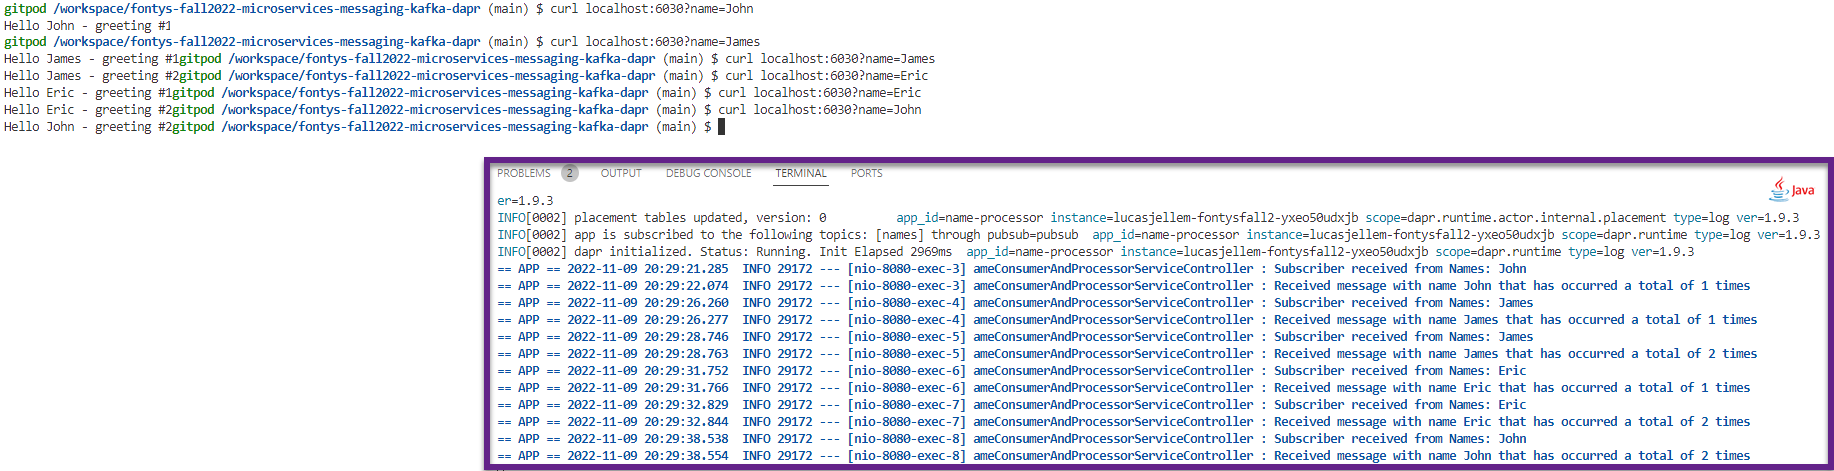 gitpod /workspace/fontys-fall2022-microservices-messaging-kafka-dapr (main) $ curl localhost:6030?name=John
Hello John - greeting #1
gitpod /workspace/fontys-fall2022-microservices-messaging-kafka-dapr (main) $ curl localhost:6030?name=James
Hello James - greeting #1gitpod /workspace/fontys-fall2022-microservices-messaging-kafka-dapr (main) $ curl localhost:6030?name=James
Hello James - greeting #2gitpod /workspace/fontys-fall2022-microservices-messaging-kafka-dapr (main) $ curl localhost:6030?name=Eric
Hello Eric - greeting #1gitpod /workspace/fontys-fall2022-microservices-messaging-kafka-dapr (main) $ curl localhost:6030?name=Eric
Hello Eric - greeting #2gitpod /workspace/fontys-fall2022-microservices-messaging-kafka-dapr (main) $ curl localhost:6030?name=John
Hello John - greeting #2gitpod /workspace/fontys-fall2022-microservices-messaging-kafka-dapr (main) $
PROBLEMS 2 OUTPUT DEBUG CONSOLE TERMINAL PORTS
Java
er=1.9.3
INFO[0002] placement tables updated, version: 0 app_id=name-processor instance=lucasjellem-fontysfall2-yxeo50udxjb scope=dapr.runtime.actor.internal.placement type=log ver=1.9.3
INFO[0002] app is subscribed to the following topics: [names] through pubsub=pubsub app_id=name-processor instance=lucasjellem-fontysfall2-yxeo50udxjb scope=dapr.runtime type=log ver=1.9.3
INFO[0002] dapr initialized. Status: Running. Init Elapsed 2969ms app_id=name-processor instance=lucasjellem-fontysfall2-yxeo50udxjb scope=dapr.runtime type=log ver=1.9.3
== APP == 2022-11-09 20:29:21.285 INFO 29172 --- [nio-8080-exec-3] ameConsumerAndProcessorServiceController : Subscriber received from Names: John
== APP == 2022-11-09 20:29:22.074 INFO 29172 --- [nio-8080-exec-3] ameConsumerAndProcessorServiceController : Received message with name John that has occurred a total of 1 times
== APP == 2022-11-09 20:29:26.260 INFO 29172 --- [nio-8080-exec-4] ameConsumerAndProcessorServiceController : Subscriber received from Names: James
== APP == 2022-11-09 20:29:26.277 INFO 29172 --- [nio-8080-exec-4] ameConsumerAndProcessorServiceController : Received message with name James that has occurred a total of 1 times
== APP == 2022-11-09 20:29:28.746 INFO 29172 --- [nio-8080-exec-5] ameConsumerAndProcessorServiceController : Subscriber received from Names: James
== APP == 2022-11-09 20:29:28.763 INFO 29172 --- [nio-8080-exec-5] ameConsumerAndProcessorServiceController : Received message with name James that has occurred a total of 2 times
== APP == 2022-11-09 20:29:31.752 INFO 29172 --- [nio-8080-exec-6] ameConsumerAndProcessorServiceController : Subscriber received from Names: Eric
== APP == 2022-11-09 20:29:31.766 INFO 29172 --- [nio-8080-exec-6] ameConsumerAndProcessorServiceController : Received message with name Eric that has occurred a total of 1 times
== APP == 2022-11-09 20:29:32.829 INFO 29172 --- [nio-8080-exec-7] ameConsumerAndProcessorServiceController : Subscriber received from Names: Eric
== APP == 2022-11-09 20:29:32.844 INFO 29172 --- [nio-8080-exec-7] ameConsumerAndProcessorServiceController : Received message with name Eric that has occurred a total of 2 times
== APP == 2022-11-09 20:29:38.538 INFO 29172 --- [nio-8080-exec-8] ameConsumerAndProcessorServiceController : Subscriber received from Names: John
== APP == 2022-11-09 20:29:38.554 INFO 29172 --- [nio-8080-exec-8] ameConsumerAndProcessorServiceController : Received message with name John that has occurred a total of 2 times